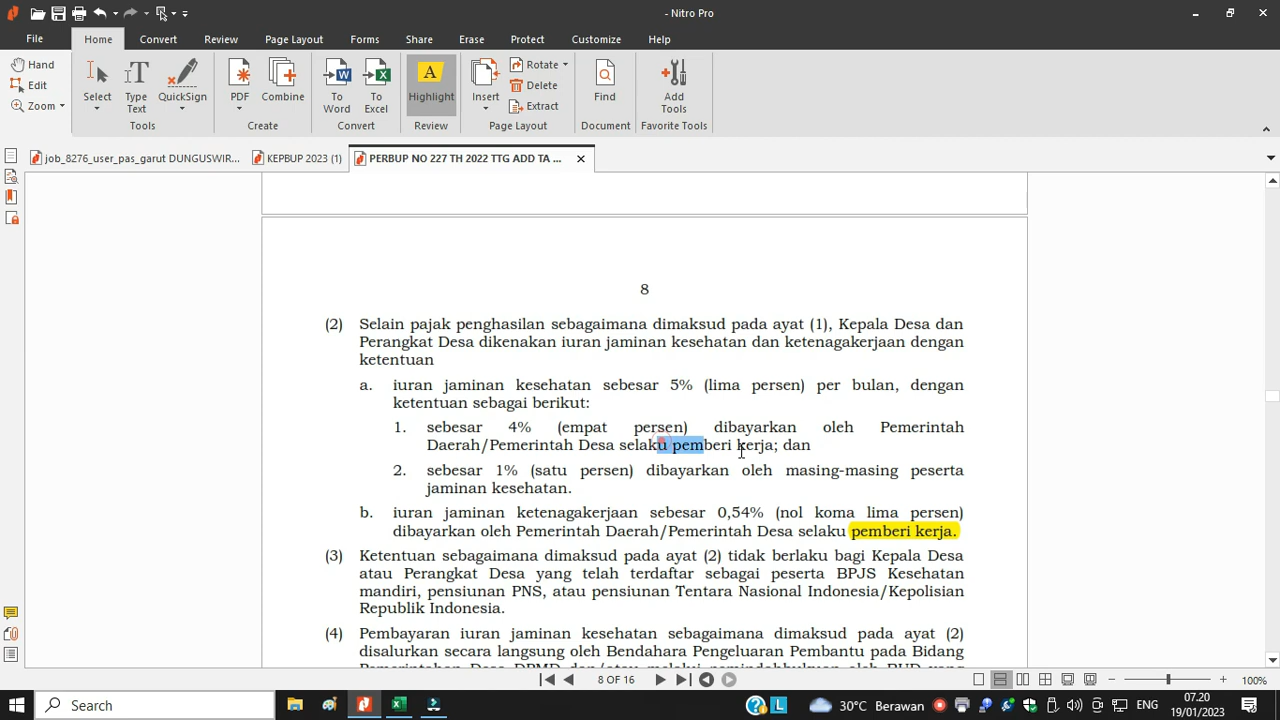 - Nitro Pro
File
Home
Convert
Review
Page Layout
Forms
Share
Erase
Protect
Customize
Help
Hand
Edit
Zoom
Select
Type Text
QuickSign
Tools
PDF
Combine
Create
To Word
To Excel
Convert
Highlight
Review
Insert
Rotate
Delete
Extract
Page Layout
Find
Document
Add Tools
Favorite Tools
job_8276_user_pas_garut DUNGUSWIR...
KEPBUP 2023 (1)
PERBUP NO 227 TH 2022 TTG ADD TA ...
8
(2) Selain pajak penghasilan sebagaimana dimaksud pada ayat (1), Kepala Desa dan
Perangkat Desa dikenakan iuran jaminan kesehatan dan ketenagakerjaan dengan
ketentuan
a. iuran jaminan kesehatan sebesar 5% (lima persen) per bulan, dengan
ketentuan sebagai berikut:
1. sebesar 4% (empat persen) dibayarkan oleh Pemerintah
Daerah/Pemerintah Desa selaku pemberi kerja; dan
2. sebesar 1% (satu persen) dibayarkan oleh masing-masing peserta
jaminan kesehatan.
b. iuran jaminan ketenagakerjaan sebesar 0,54% (nol koma lima persen)
dibayarkan oleh Pemerintah Daerah/Pemerintah Desa selaku pemberi kerja.
(3) Ketentuan sebagaimana dimaksud pada ayat (2) tidak berlaku bagi Kepala Desa
atau Perangkat Desa yang telah terdaftar sebagai peserta BPJS Kesehatan
mandiri, pensiunan PNS, atau pensiunan Tentara Nasional Indonesia/Kepolisian
Republik Indonesia.
(4) Pembayaran iuran jaminan kesehatan sebagaimana dimaksud pada ayat (2)
disalurkan secara langsung oleh Bendahara Pengeluaran Pembantu pada Bidang
Pemerintahan Desa DPMD dan/atau melalui pemindahbukuan oleh BUD yang
8 OF 16
100%
Search
30°C Berawan
ENG
07.20
19/01/2023